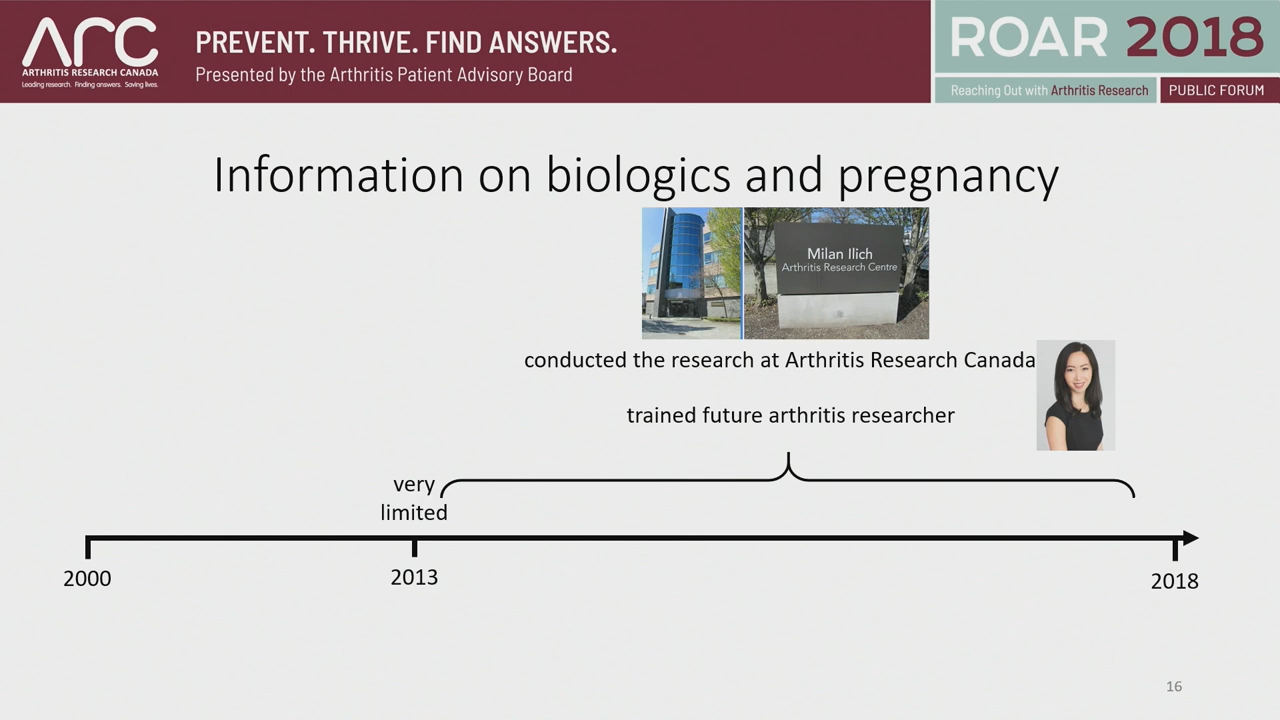 ARC
ARTHRITIS RESEARCH CANADA
Leading research. Finding answers. Saving lives.
PREVENT. THRIVE. FIND ANSWERS.
Presented by the Arthritis Patient Advisory Board
ROAR 2018
Reaching Out with Arthritis Research
PUBLIC FORUM
Information on biologics and pregnancy
Milan Ilich
Arthritis Research Centre
conducted the research at Arthritis Research Canada
trained future arthritis researcher
very
limited
2000
2013
2018
16